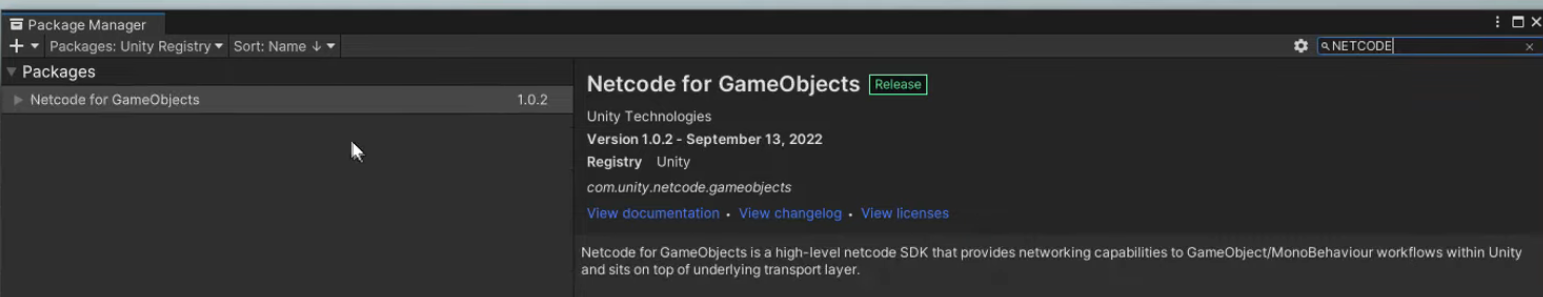 Package Manager
Packages: Unity Registry Sort: Name ↓ NETCODE
Packages
Netcode for GameObjects 1.0.2
Netcode for GameObjects Release
Unity Technologies
Version 1.0.2 - September 13, 2022
Registry Unity
com.unity.netcode.gameobjects
View documentation • View changelog • View licenses
Netcode for GameObjects is a high-level netcode SDK that provides networking capabilities to GameObject/MonoBehaviour workflows within Unity
and sits on top of underlying transport layer.